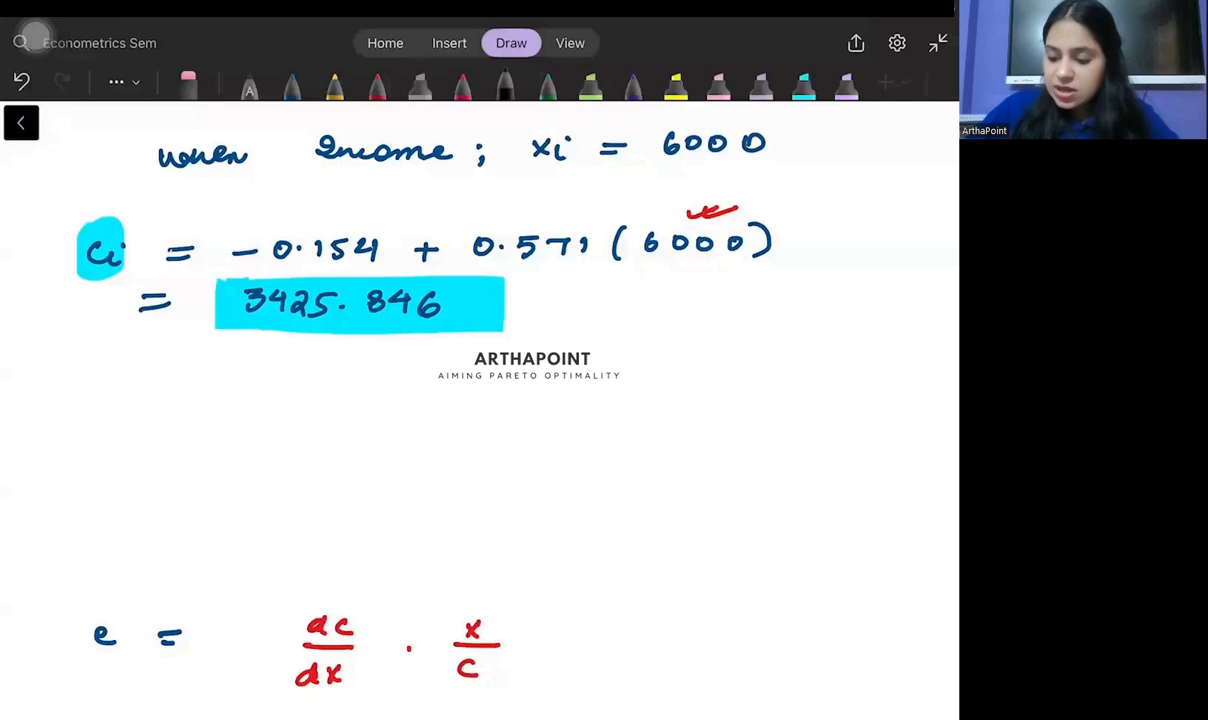 Econometrics Sem
Home Insert Draw View
A
ArthaPoint
when Income ; xi = 6000
Ci = - 0.154 + 0.571 ( 6000 )
= 3425.846
ARTHAPOINT
AIMING PARETO OPTIMALITY
e = dc/dx . x/c